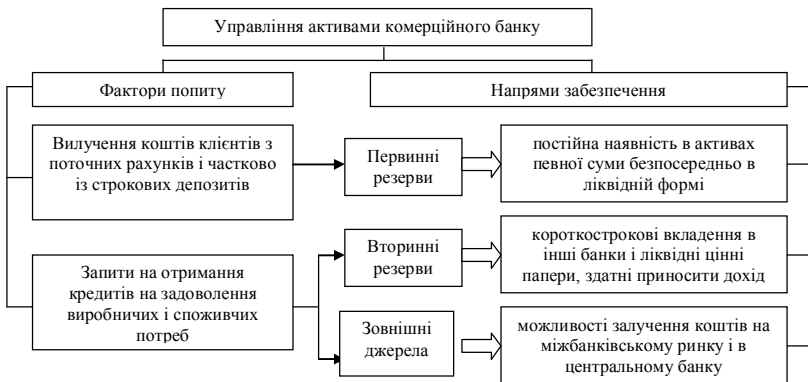 Управління активами комерційного банку
Фактори попиту
Напрями забезпечення
Вилучення коштів клієнтів з
поточних рахунків і частково
із строкових депозитів
Первинні
резерви
постійна наявність в активах
певної суми безпосередньо в
ліквідній формі
Запити на отримання
кредитів на задоволення
виробничих і споживчих
потреб
Вторинні
резерви
короткострокові вкладення в
інші банки і ліквідні цінні
папери, здатні приносити дохід
Зовнішні
джерела
можливості залучення коштів на
міжбанківському ринку і в
центральному банку